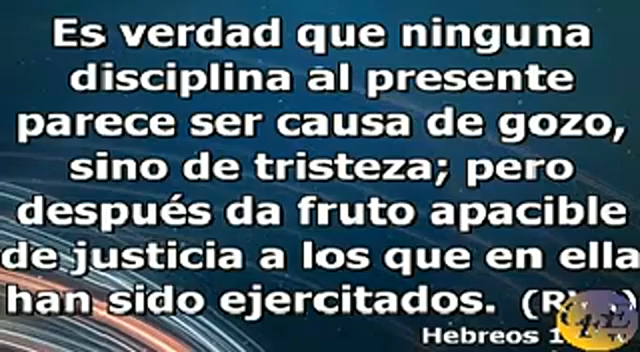 Es verdad que ninguna
disciplina al presente
parece ser causa de gozo,
sino de tristeza; pero
después da fruto apacible
de justicia a los que en ella
han sido ejercitados.
Hebreos